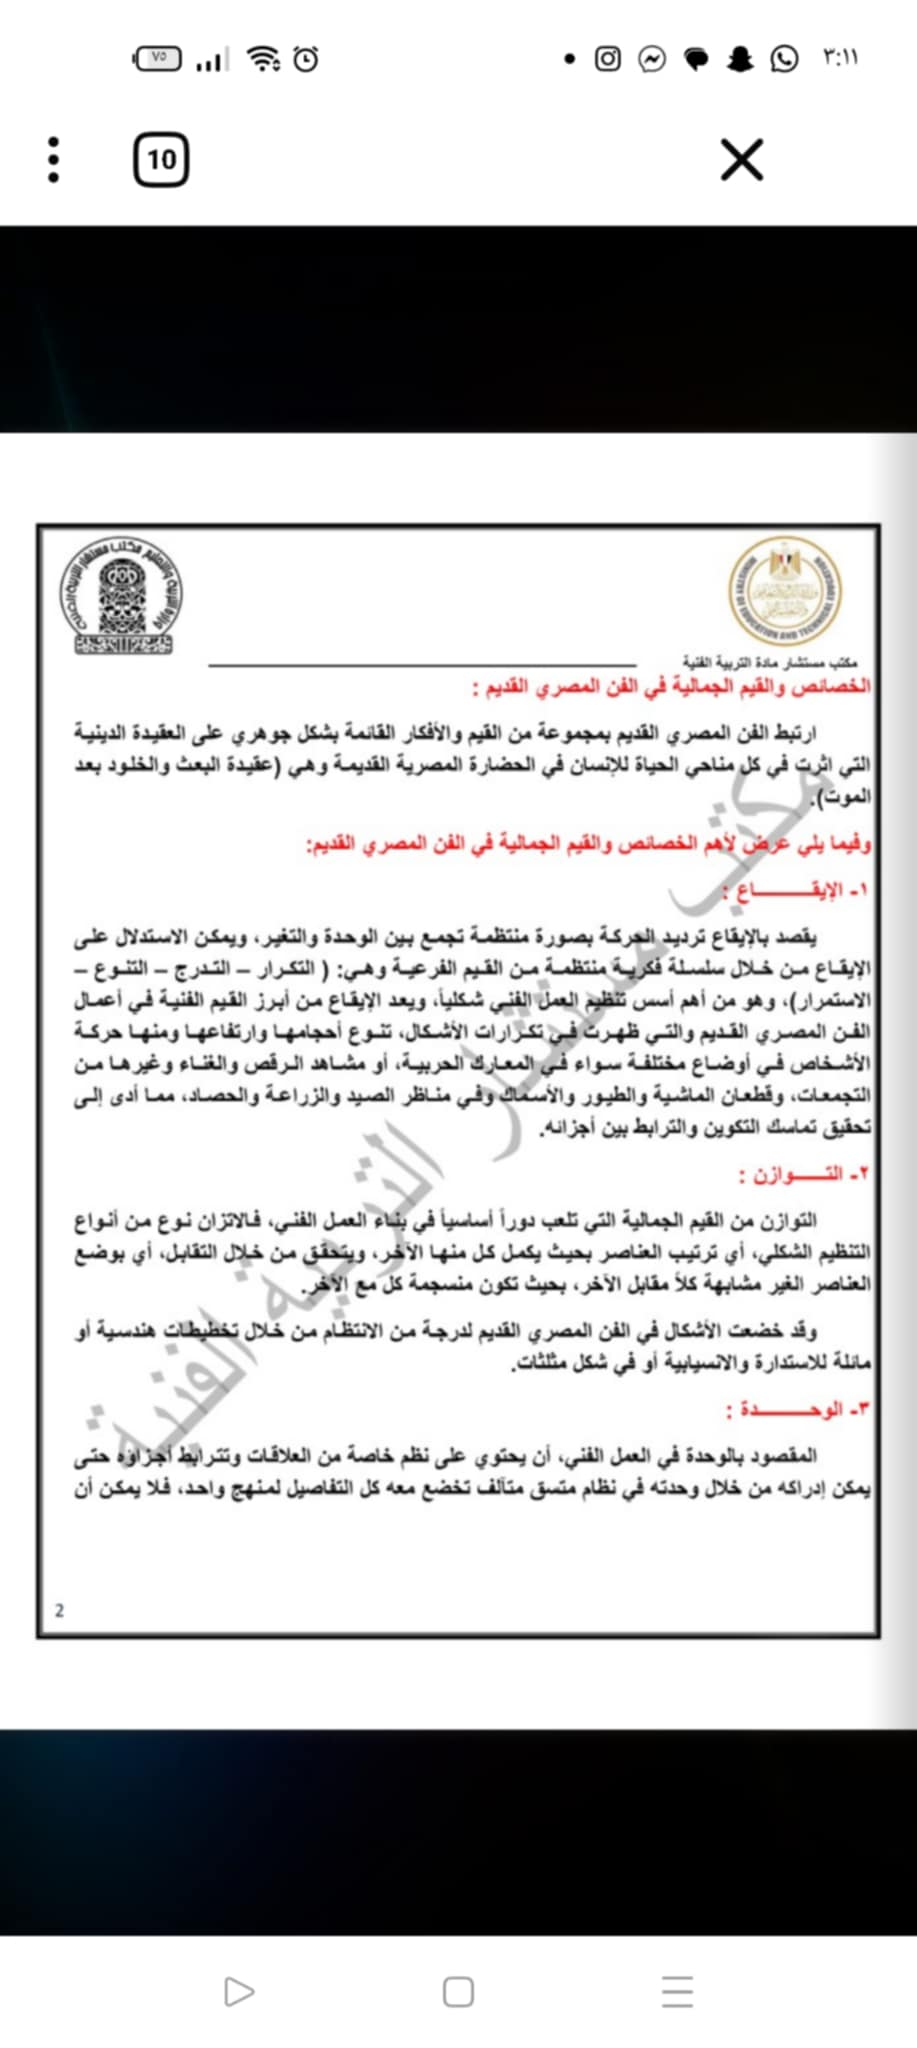 ٣:١١
٧٥
10
MINISTRY OF EDUCATION AND TECHNICAL EDUCATION
مكتب مستشار مادة التربية الفنية
الخصائص والقيم الجمالية في الفن المصري القديم :
ارتبط الفن المصري القديم بمجموعة من القيم والأفكار القائمة بشكل جوهري على العقيدة الدينية
التي اثرت في كل مناحي الحياة للإنسان في الحضارة المصرية القديمة وهي (عقيدة البعث والخلود بعد
الموت).
وفيما يلي عرض لأهم الخصائص والقيم الجمالية في الفن المصري القديم:
١- الإيقـــــــاع :
يقصد بالإيقاع ترديد الحركة بصورة منتظمة تجمع بين الوحدة والتغير، ويمكن الاستدلال على
الإيقاع من خلال سلسلة فكرية منتظمة من القيم الفرعية وهي: ( التكرار – التدرج – التنوع –
الاستمرار)، وهو من أهم أسس تنظيم العمل الفني شكلياً، ويعد الإيقاع من أبرز القيم الفنية في أعمال
الفن المصري القديم والتي ظهرت في تكرارات الأشكال، تنوع أحجامها وارتفاعها ومنها حركة
الأشخاص في أوضاع مختلفة سواء في المعارك الحربية، أو مشاهد الرقص والغناء وغيرها من
التجمعات، وقطعان الماشية والطيور والأسماك وفي مناظر الصيد والزراعة والحصاد، مما أدى إلى
تحقيق تماسك التكوين والترابط بين أجزائه.
٢- التـــــوازن :
التوازن من القيم الجمالية التي تلعب دوراً أساسياً في بناء العمل الفني، فالاتزان نوع من أنواع
التنظيم الشكلي، أي ترتيب العناصر بحيث يكمل كل منها الآخر، ويتحقق من خلال التقابل، أي بوضع
العناصر الغير مشابهة كلاً مقابل الآخر، بحيث تكون منسجمة كل مع الآخر.
وقد خضعت الأشكال في الفن المصري القديم لدرجة من الانتظام من خلال تخطيطات هندسية أو
مائلة للاستدارة والانسيابية أو في شكل مثلثات.
٣- الوحـــــــدة :
المقصود بالوحدة في العمل الفني، أن يحتوي على نظم خاصة من العلاقات وتترابط أجزاؤه حتى
يمكن إدراكه من خلال وحدته في نظام متسق متآلف تخضع معه كل التفاصيل لمنهج واحد، فلا يمكن أن
2
مكتب مستشار التربية الفنية